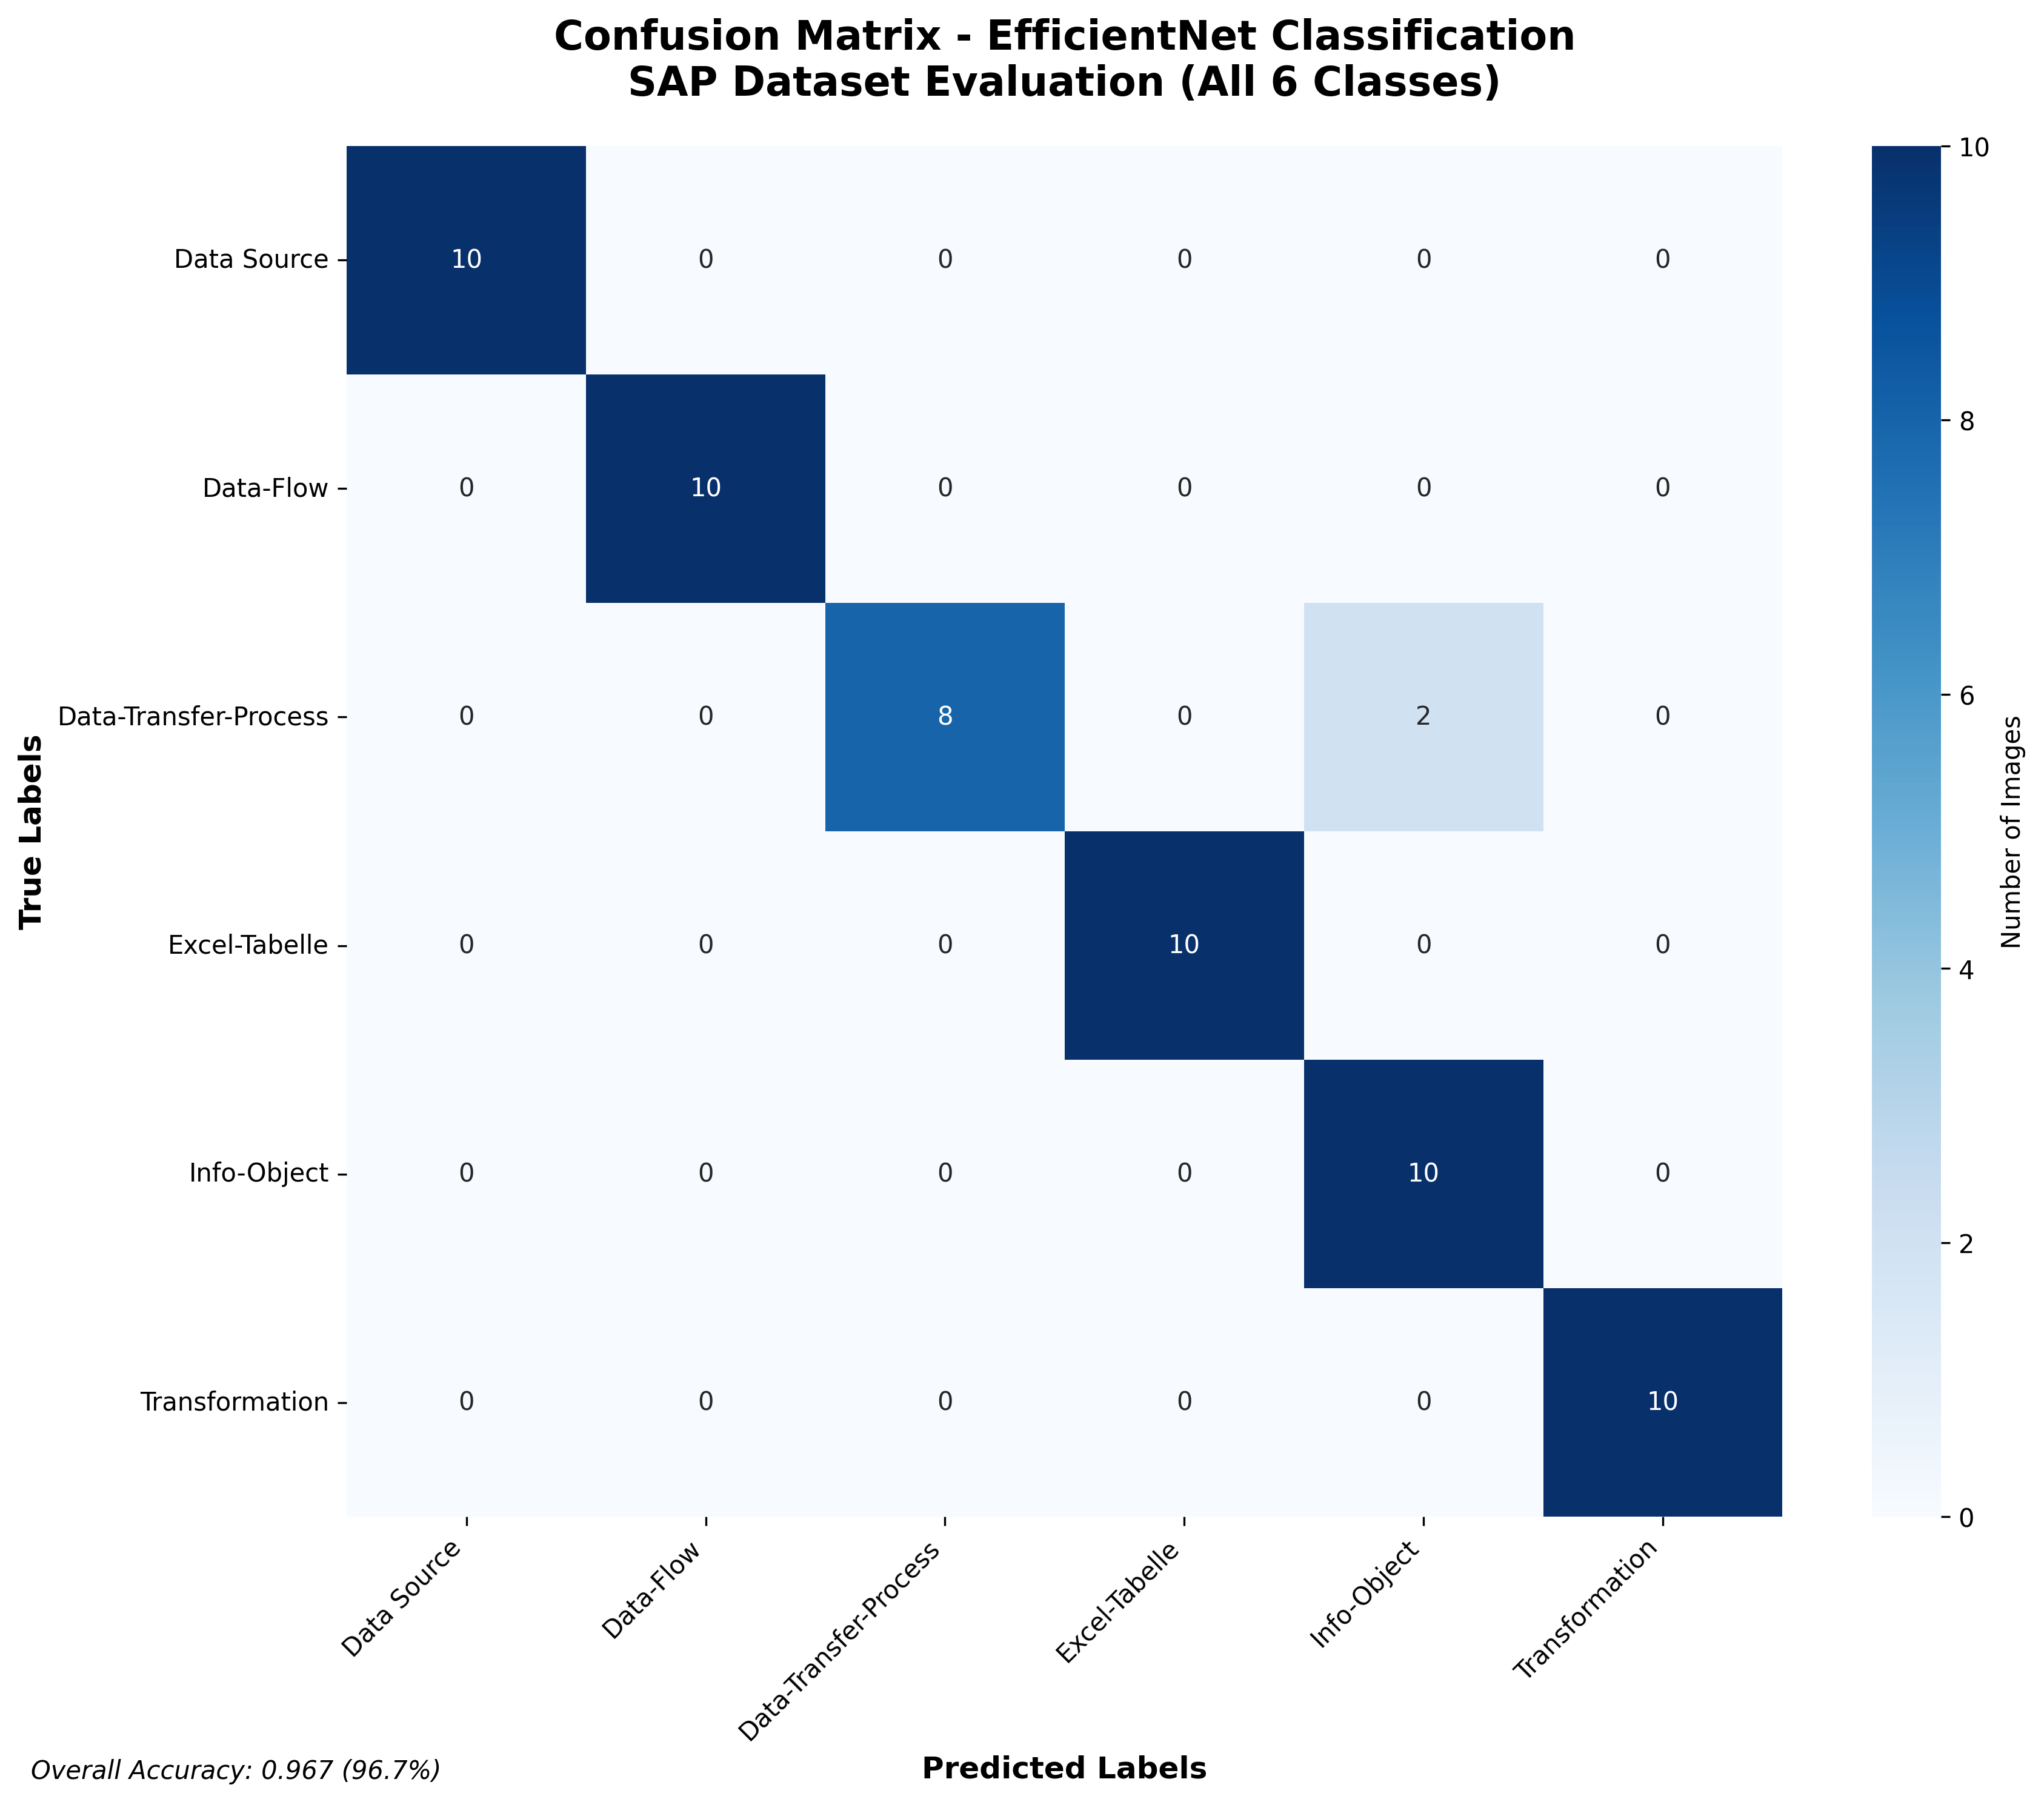 Confusion Matrix - EfficientNet Classification
SAP Dataset Evaluation (All 6 Classes)
True Labels
Data Source 10 0 0 0 0 0
Data-Flow 0 10 0 0 0 0
Data-Transfer-Process 0 0 8 0 2 0
Excel-Tabelle 0 0 0 10 0 0
Info-Object 0 0 0 0 10 0
Transformation 0 0 0 0 0 10
Data Source Data-Flow Data-Transfer-Process Excel-Tabelle Info-Object Transformation
Predicted Labels
10
8
6
4
2
0
Number of Images
Overall Accuracy: 0.967 (96.7%)